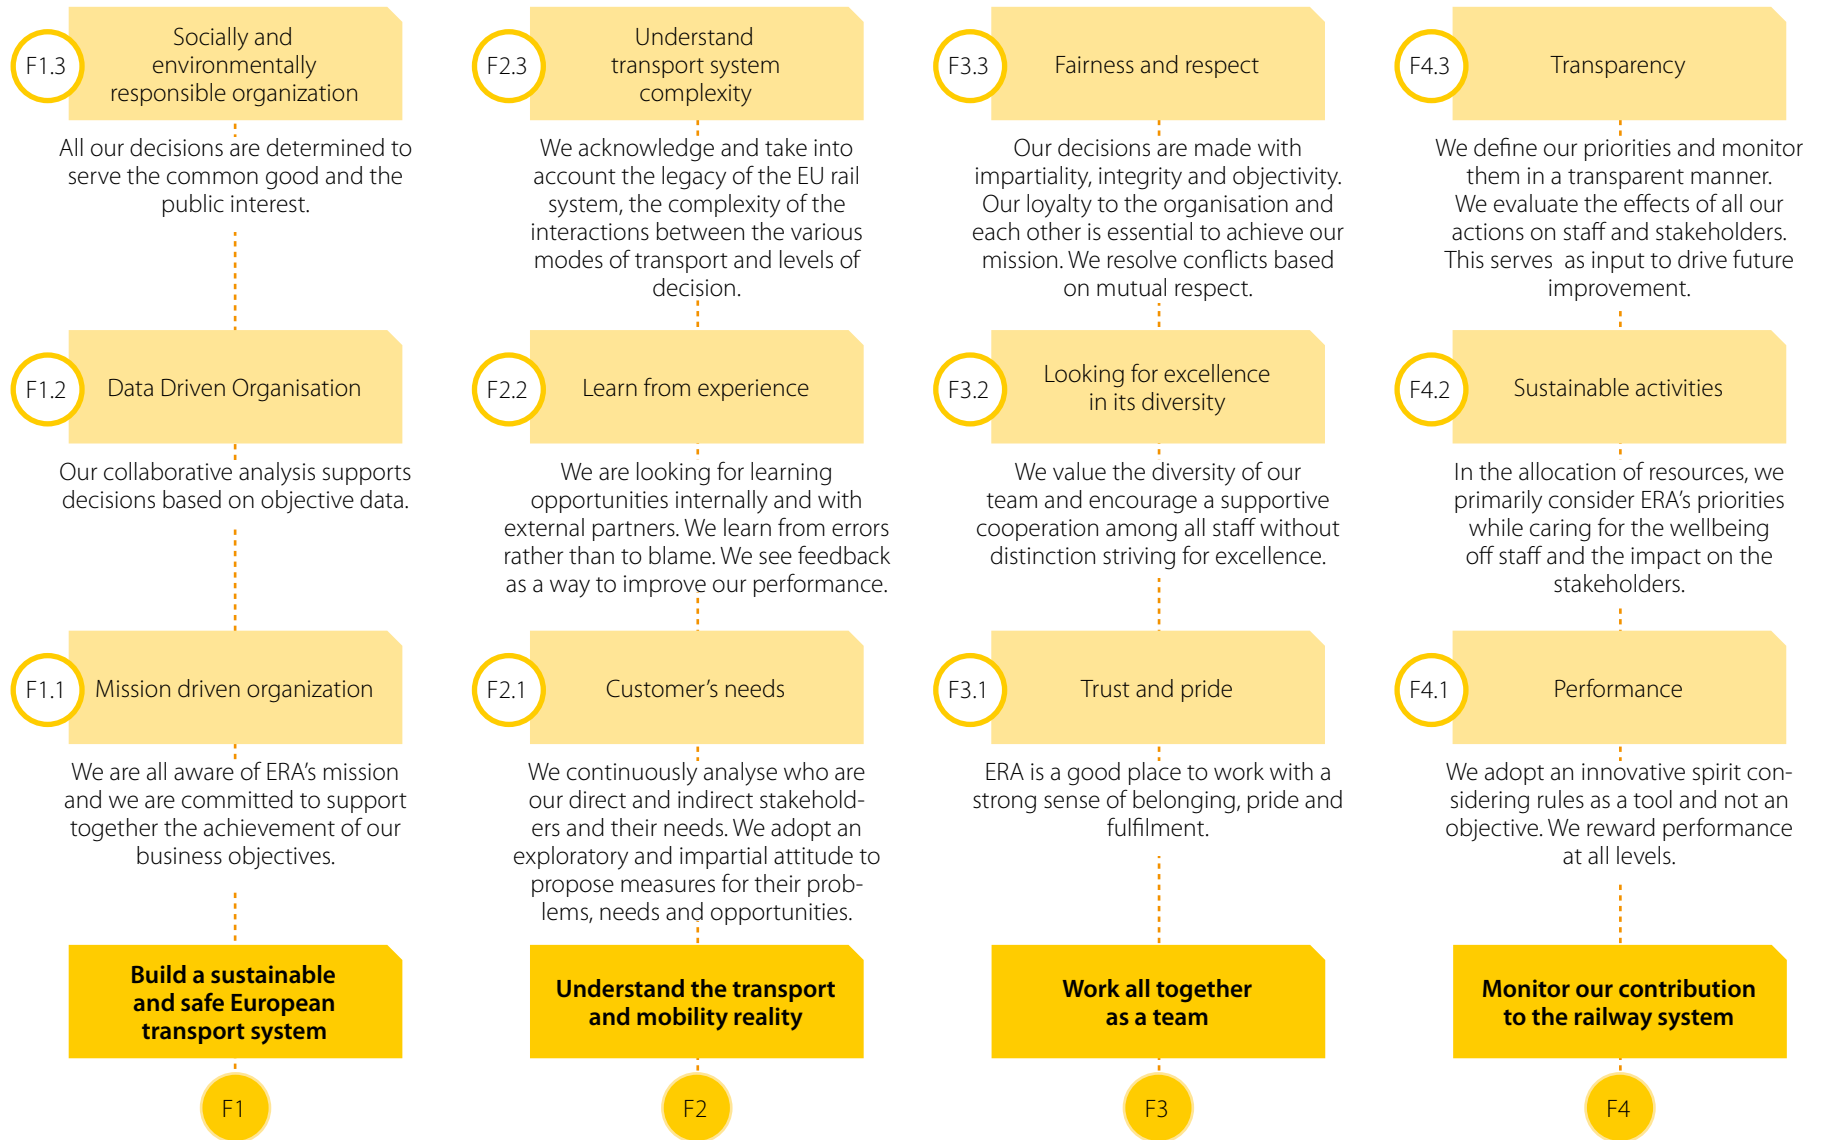 F1.3
Socially and
environmentally
responsible organization
All our decisions are determined to
serve the common good and the
public interest.
F1.2
Data Driven Organisation
Our collaborative analysis supports
decisions based on objective data.
F1.1
Mission driven organization
We are all aware of ERA's mission
and we are committed to support
together the achievement of our
business objectives.
Build a sustainable
and safe European
transport system
F1
F2.3
Understand
transport system
complexity
We acknowledge and take into
account the legacy of the EU rail
system, the complexity of the
interactions between the various
modes of transport and levels of
decision.
F2.2
Learn from experience
We are looking for learning
opportunities internally and with
external partners. We learn from errors
rather than to blame. We see feedback
as a way to improve our performance.
F2.1
Customer's needs
We continuously analyse who are
our direct and indirect stakehold-
ers and their needs. We adopt an
exploratory and impartial attitude to
propose measures for their prob-
lems, needs and opportunities.
Understand the transport
and mobility reality
F2
F3.3
Fairness and respect
Our decisions are made with
impartiality, integrity and objectivity.
Our loyalty to the organisation and
each other is essential to achieve our
mission. We resolve conflicts based
on mutual respect.
F3.2
Looking for excellence
in its diversity
We value the diversity of our
team and encourage a supportive
cooperation among all staff without
distinction striving for excellence.
F3.1
Trust and pride
ERA is a good place to work with a
strong sense of belonging, pride and
fulfilment.
Work all together
as a team
F3
F4.3
Transparency
We define our priorities and monitor
them in a transparent manner.
We evaluate the effects of all our
actions on staff and stakeholders.
This serves as input to drive future
improvement.
F4.2
Sustainable activities
In the allocation of resources, we
primarily consider ERA's priorities
while caring for the wellbeing
off staff and the impact on the
stakeholders.
F4.1
Performance
We adopt an innovative spirit con-
sidering rules as a tool and not an
objective. We reward performance
at all levels.
Monitor our contribution
to the railway system
F4